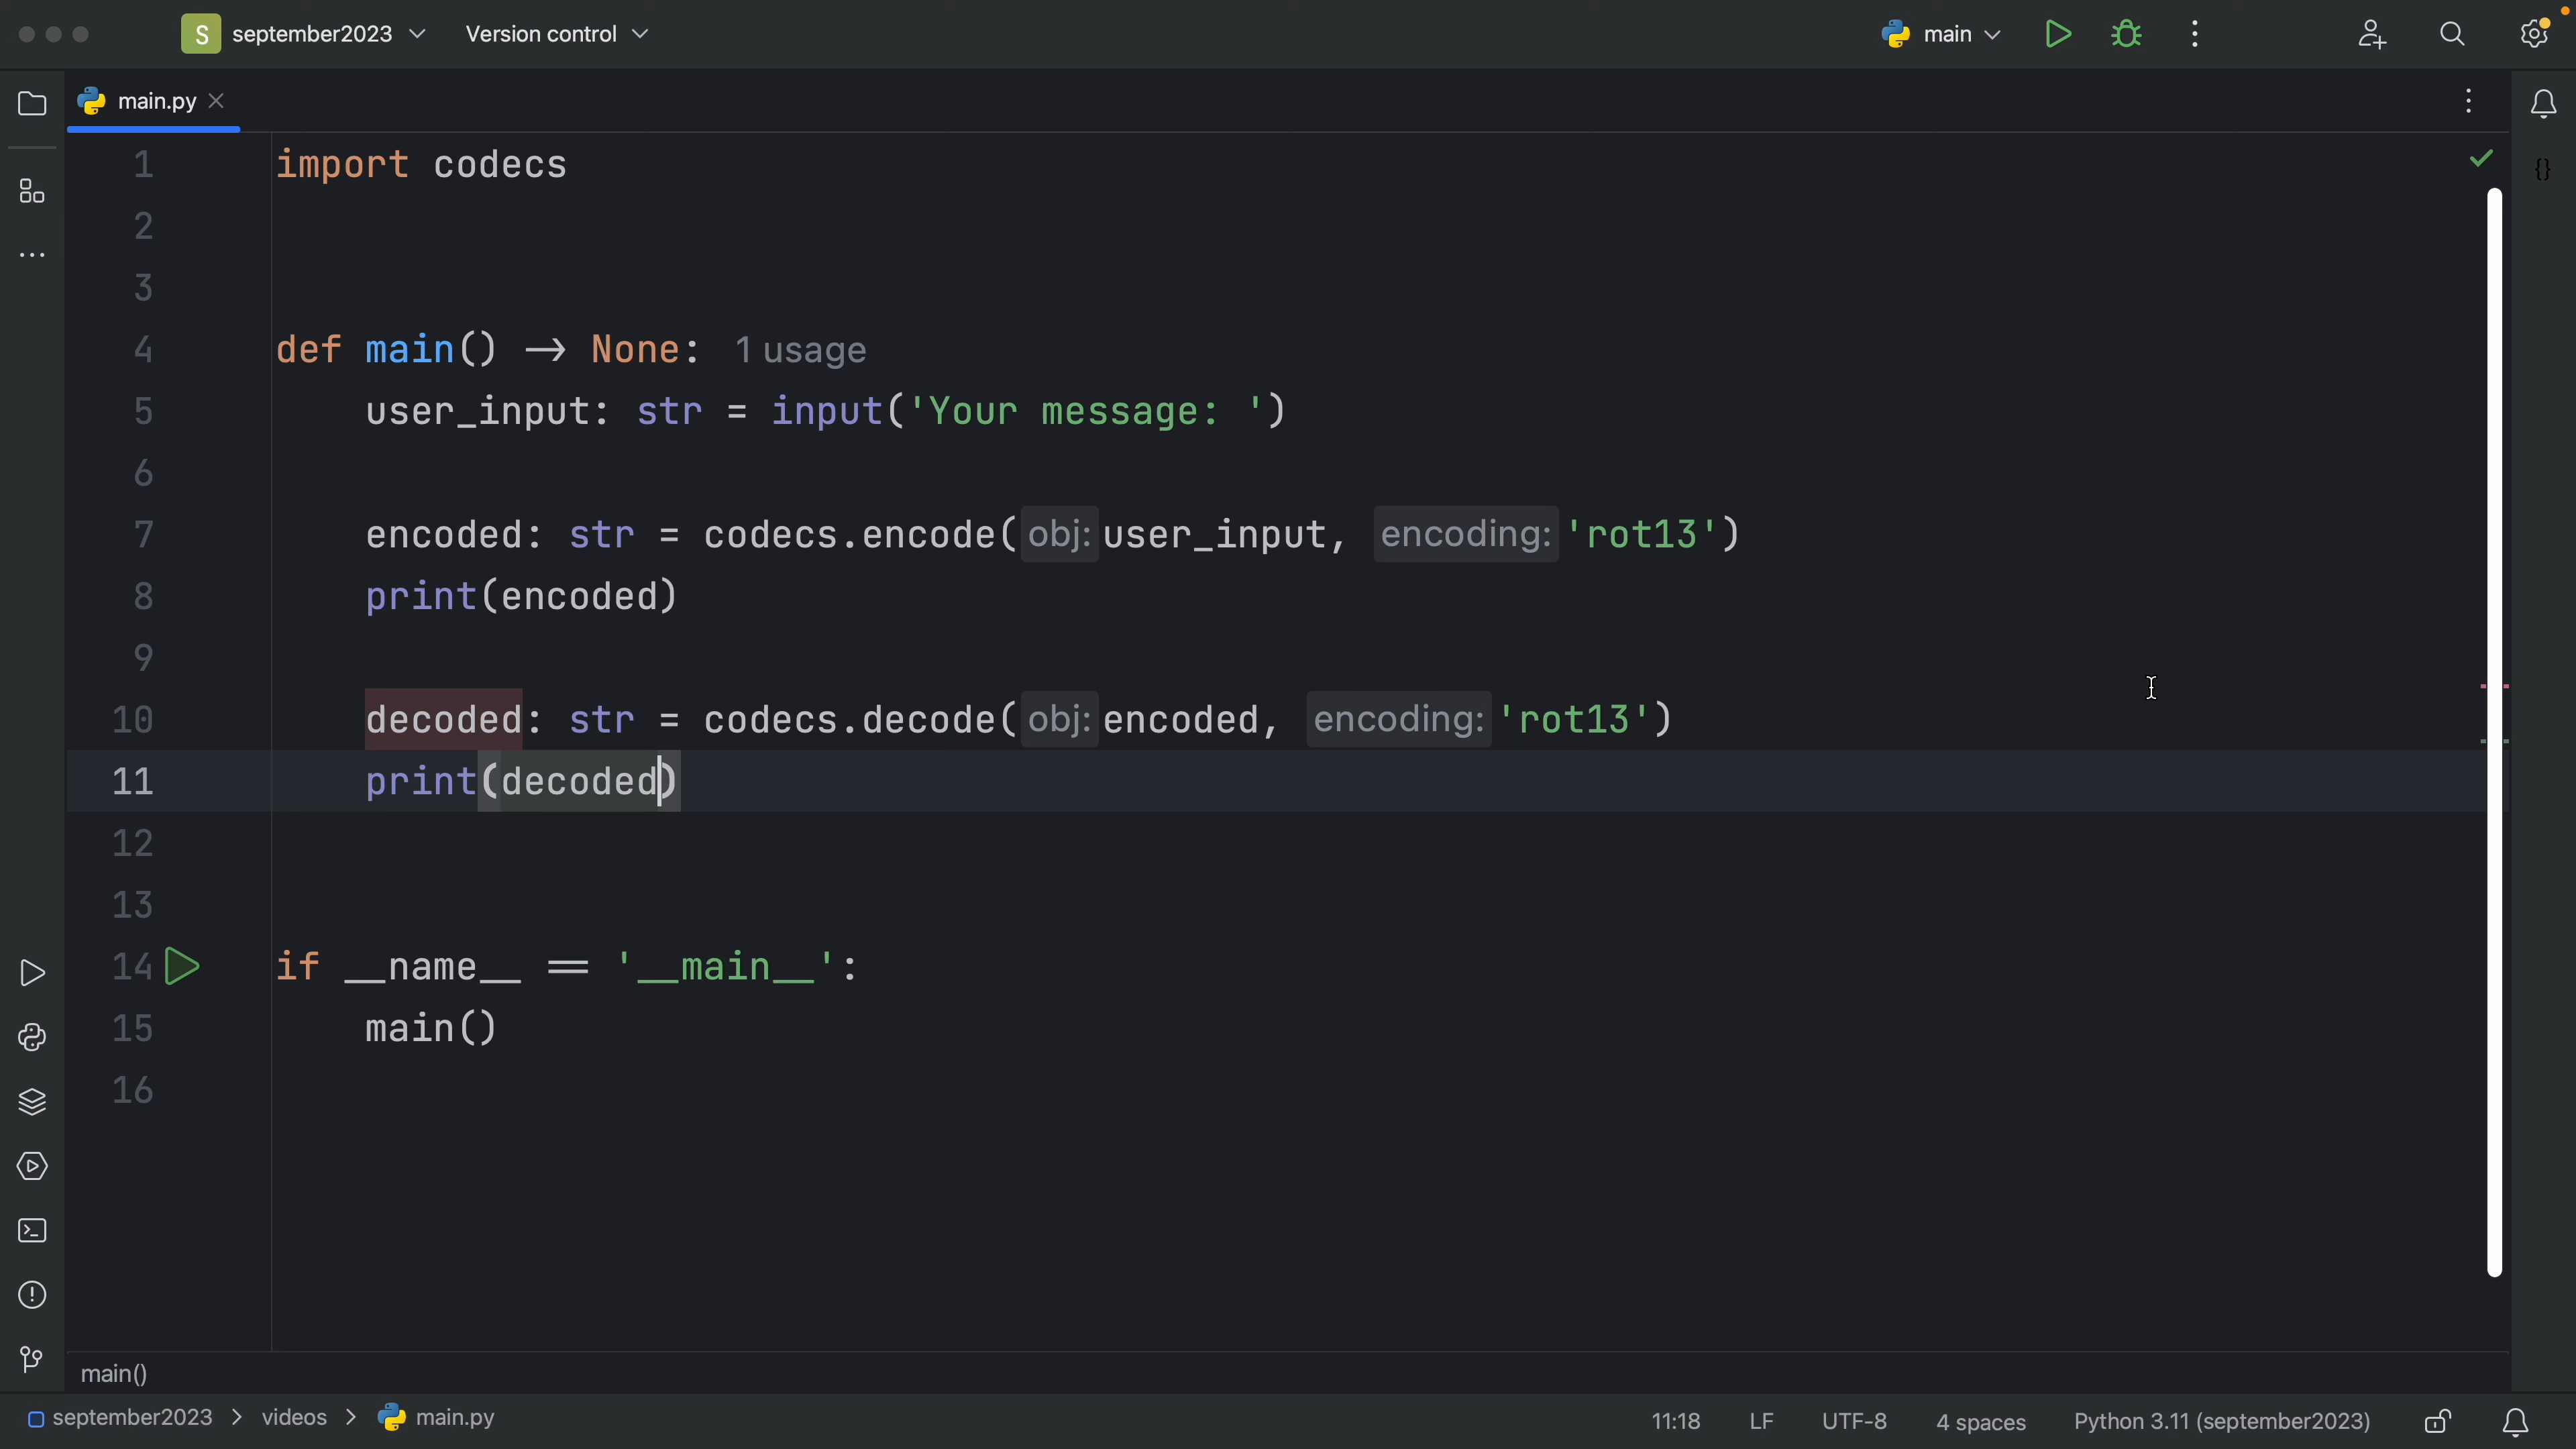 S september2023 Version control main
main.py
1 import codecs
2
3
4 def main() → None: 1 usage
5 user_input: str = input('Your message: ')
6
7 encoded: str = codecs.encode(obj: user_input, encoding: 'rot13')
8 print(encoded)
9
10 decoded: str = codecs.decode(obj: encoded, encoding: 'rot13')
11 print(decoded)
12
13
14 if __name__ == '__main__':
15 main()
16
main()
september2023 > videos > main.py 11:18 LF UTF-8 4 spaces Python 3.11 (september2023)